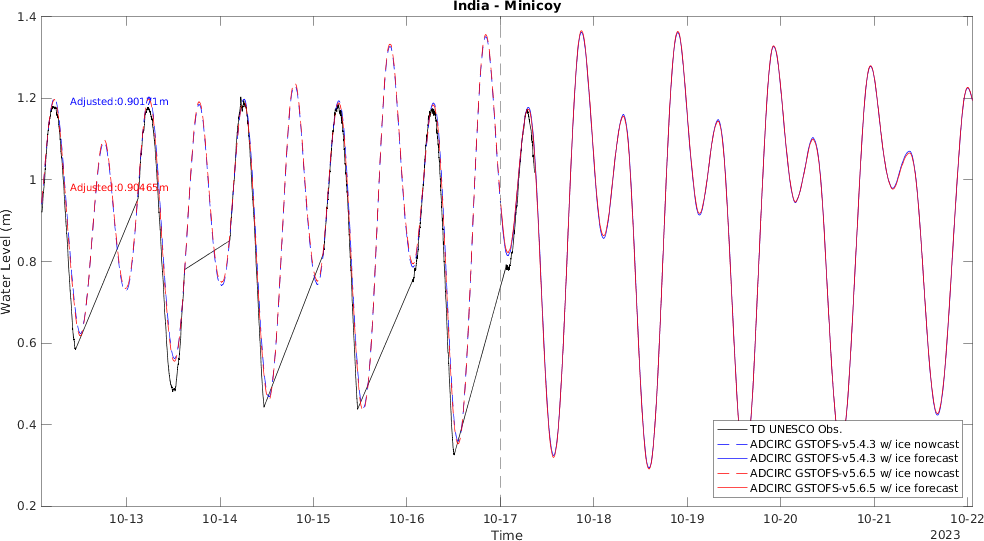 India - Minicoy
1.4
1.2
1
0.8
0.6
0.4
0.2
Water Level (m)
Adjusted:0.90171m
Adjusted:0.90465m
TD UNESCO Obs.
ADCIRC GSTOFS-v5.4.3 w/ ice nowcast
ADCIRC GSTOFS-v5.4.3 w/ ice forecast
ADCIRC GSTOFS-v5.6.5 w/ ice nowcast
ADCIRC GSTOFS-v5.6.5 w/ ice forecast
10-13 10-14 10-15 10-16 10-17 10-18 10-19 10-20 10-21 10-22
2023
Time